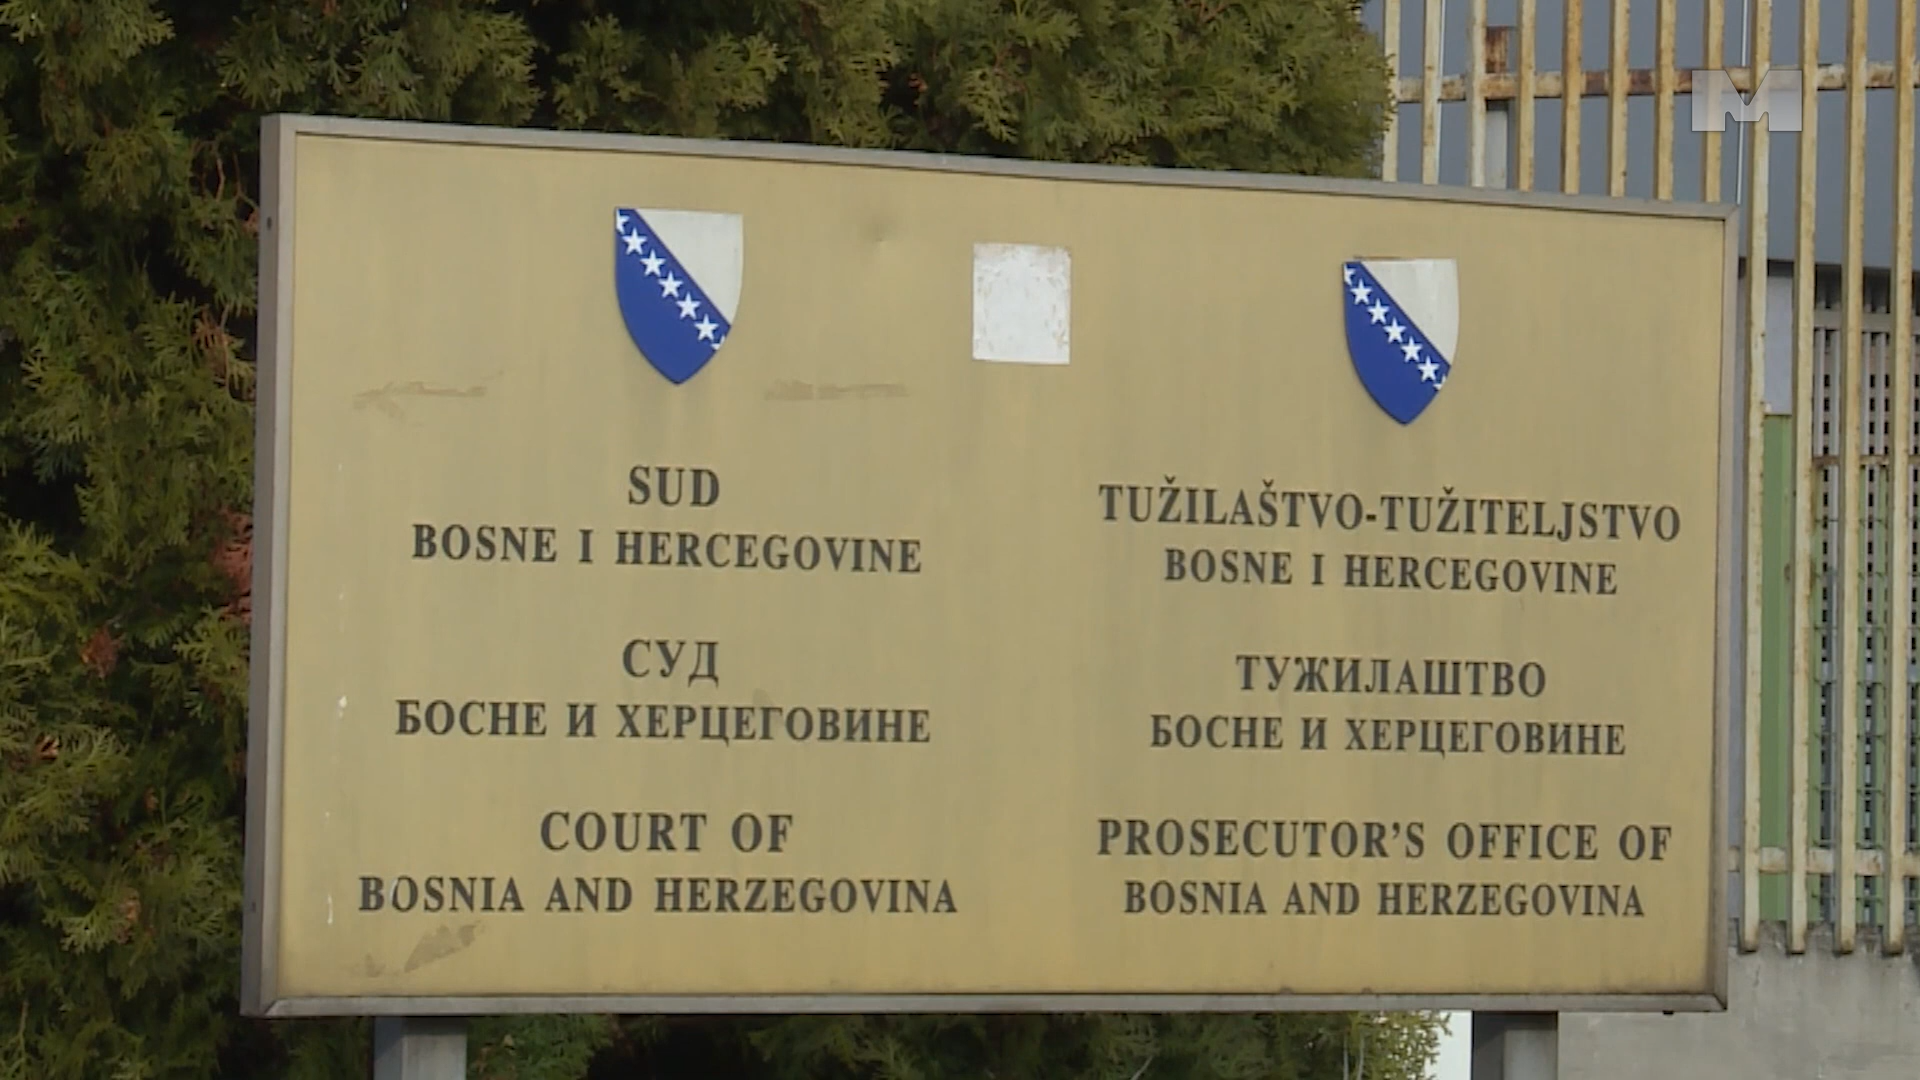 M
SUD
BOSNE I HERCEGOVINE
СУД
БОСНЕ И ХЕРЦЕГОВИНЕ
COURT OF
BOSNIA AND HERZEGOVINA
TUŽILAŠTVO-TUŽITELJSTVO
BOSNE I HERCEGOVINE
ТУЖИЛАШТВО
БОСНЕ И ХЕРЦЕГОВИНЕ
PROSECUTOR'S OFFICE OF
BOSNIA AND HERZEGOVINA